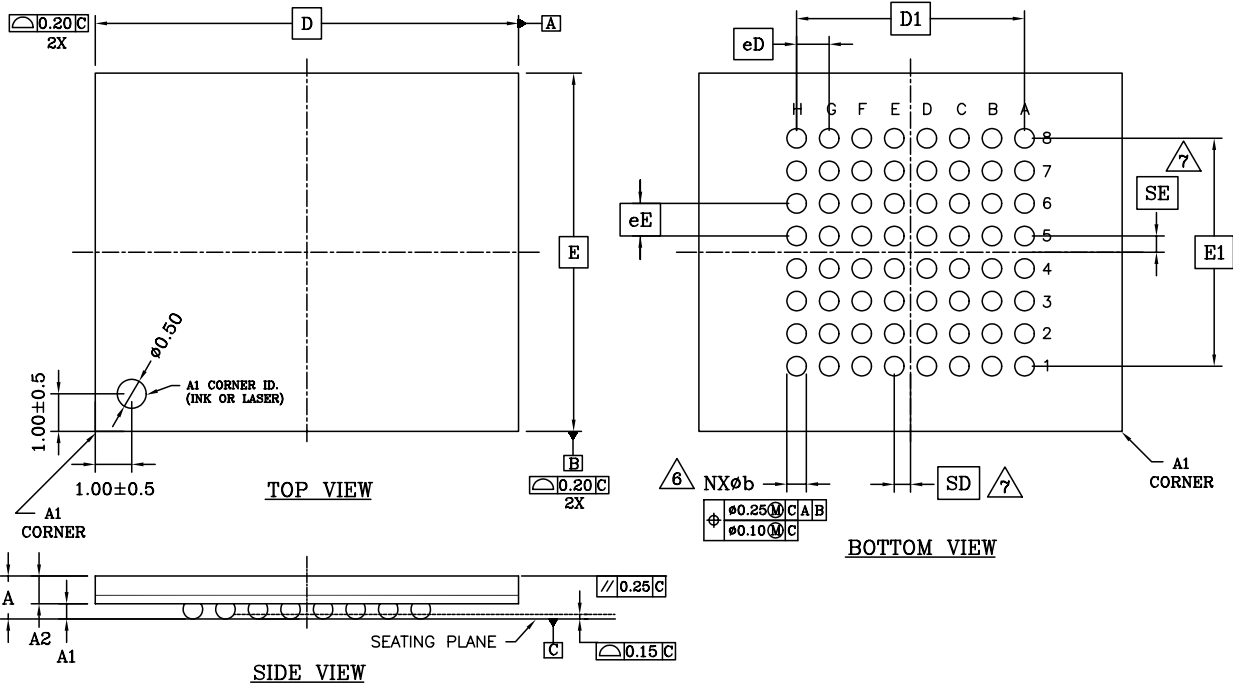 ⌓ 0.20 C
2X
D
A
E
ø0.50
A1 CORNER ID.
(INK OR LASER)
1.00±0.5
1.00±0.5
A1
CORNER
TOP VIEW
B
⌓ 0.20 C
2X
D1
eD
H G F E D C B A
8
7
6
5
4
3
2
1
eE
7
SE
E1
6
NXøb
⌖ ø0.25Ⓜ C A B
ø0.10Ⓜ C
SD
7
A1
CORNER
BOTTOM VIEW
A
A2
A1
// 0.25 C
SEATING PLANE
C
⌓ 0.15 C
SIDE VIEW